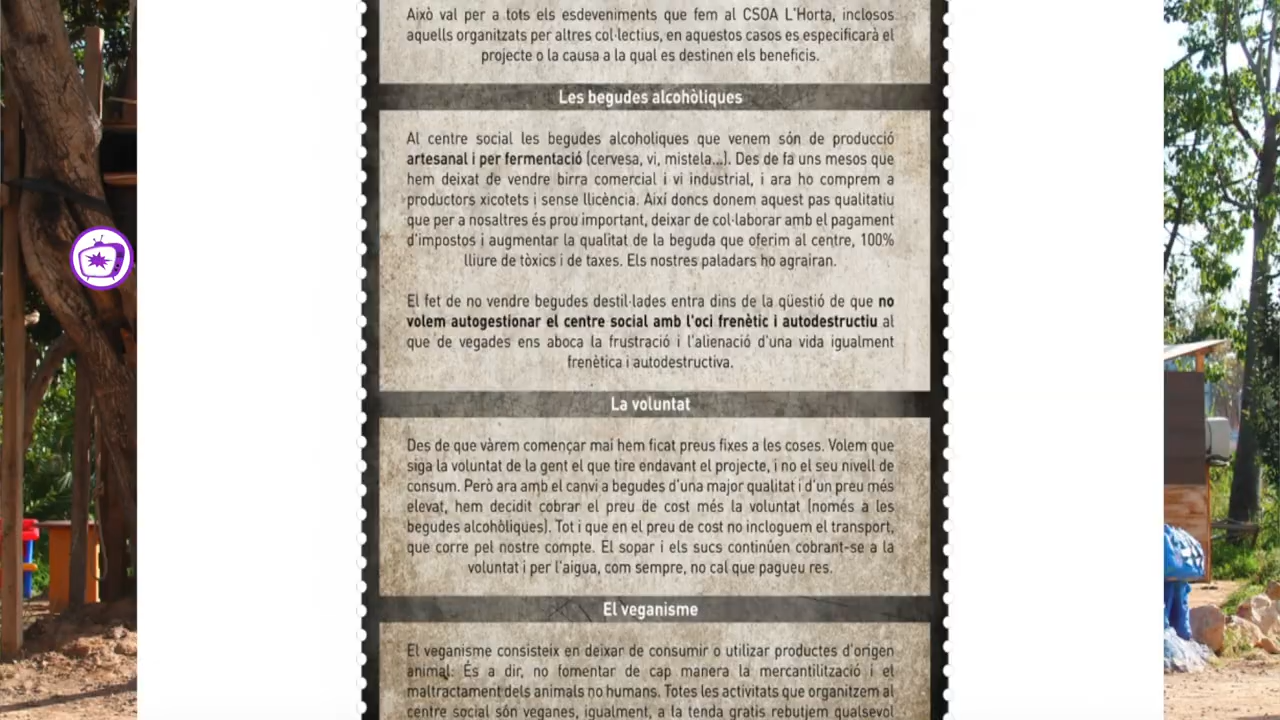 Això val per a tots els esdeveniments que fem al CSOA L'Horta, inclosos
aquells organitzats per altres col·lectius, en aquestos casos es especificarà el
projecte o la causa a la qual es destinen els beneficis.
Les begudes alcohòliques
Al centre social les begudes alcoholiques que venem són de producció
artesanal i per fermentació (cervesa, vi, mistela...). Des de fa uns mesos que
hem deixat de vendre birra comercial i vi industrial, i ara ho comprem a
productors xicotets i sense llicència. Així doncs donem aquest pas qualitatiu
que per a nosaltres és prou important, deixar de col·laborar amb el pagament
d'impostos i augmentar la qualitat de la beguda que oferim al centre, 100%
lliure de tòxics i de taxes. Els nostres paladars ho agrairan.
El fet de no vendre begudes destil·lades entra dins de la qüestió de que no
volem autogestionar el centre social amb l'oci frenètic i autodestructiu al
que de vegades ens aboca la frustració i l'alienació d'una vida igualment
frenètica i autodestructiva.
La voluntat
Des de que vàrem començar mai hem ficat preus fixes a les coses. Volem que
siga la voluntat de la gent el que tire endavant el projecte, i no el seu nivell de
consum. Però ara amb el canvi a begudes d'una major qualitat i d'un preu més
elevat, hem decidit cobrar el preu de cost més la voluntat (només a les
begudes alcohòliques). Tot i que en el preu de cost no incloguem el transport,
que corre pel nostre compte. El sopar i els sucs continúen cobrant-se a la
voluntat i per l'aigua, com sempre, no cal que pagueu res.
El veganisme
El veganisme consisteix en deixar de consumir o utilizar productes d'origen
animal. És a dir, no fomentar de cap manera la mercantilització i el
maltractament dels animals no humans. Totes les activitats que organitzem al
centre social són veganes, igualment, a la tenda gratis rebutjem qualsevol